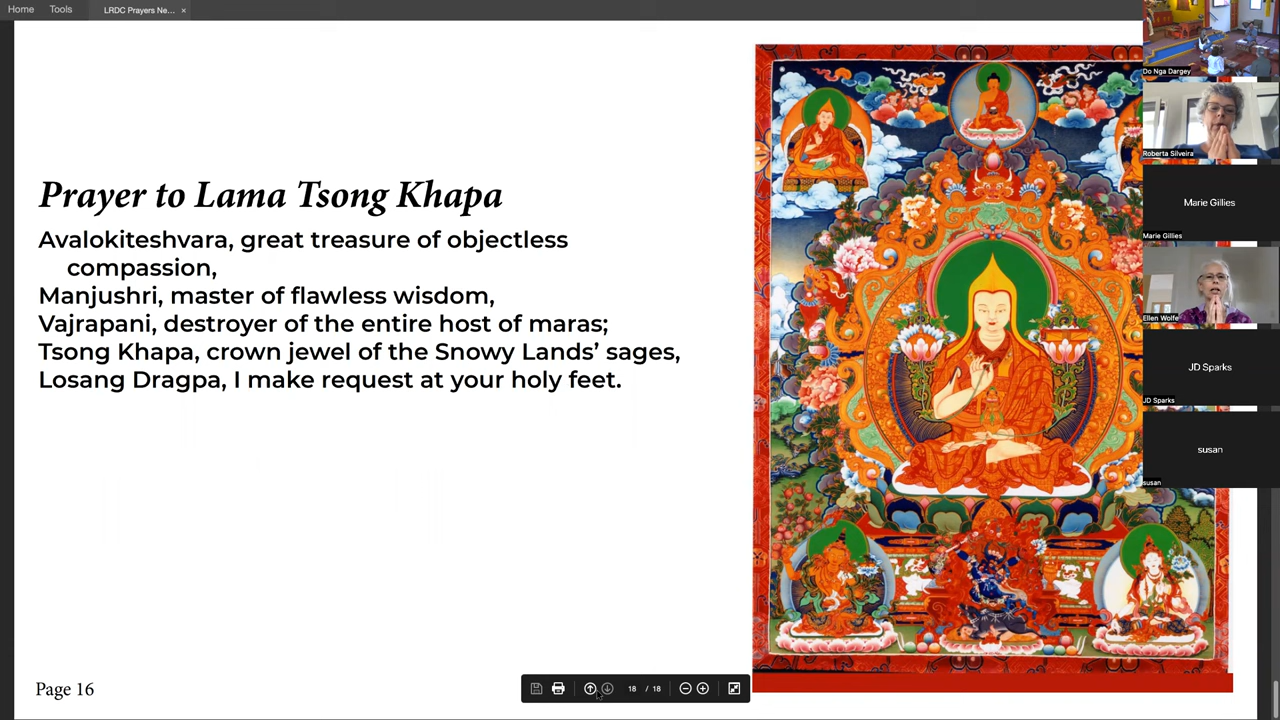 Home Tools LRDC Prayers Ne... ×
Prayer to Lama Tsong Khapa
Avalokiteshvara, great treasure of objectless
compassion,
Manjushri, master of flawless wisdom,
Vajrapani, destroyer of the entire host of maras;
Tsong Khapa, crown jewel of the Snowy Lands’ sages,
Losang Dragpa, I make request at your holy feet.
Page 16
18 / 18
Do Nga Dargey
Roberta Silveira
Marie Gillies
Marie Gillies
Ellen Wolfe
JD Sparks
JD Sparks
susan
susan